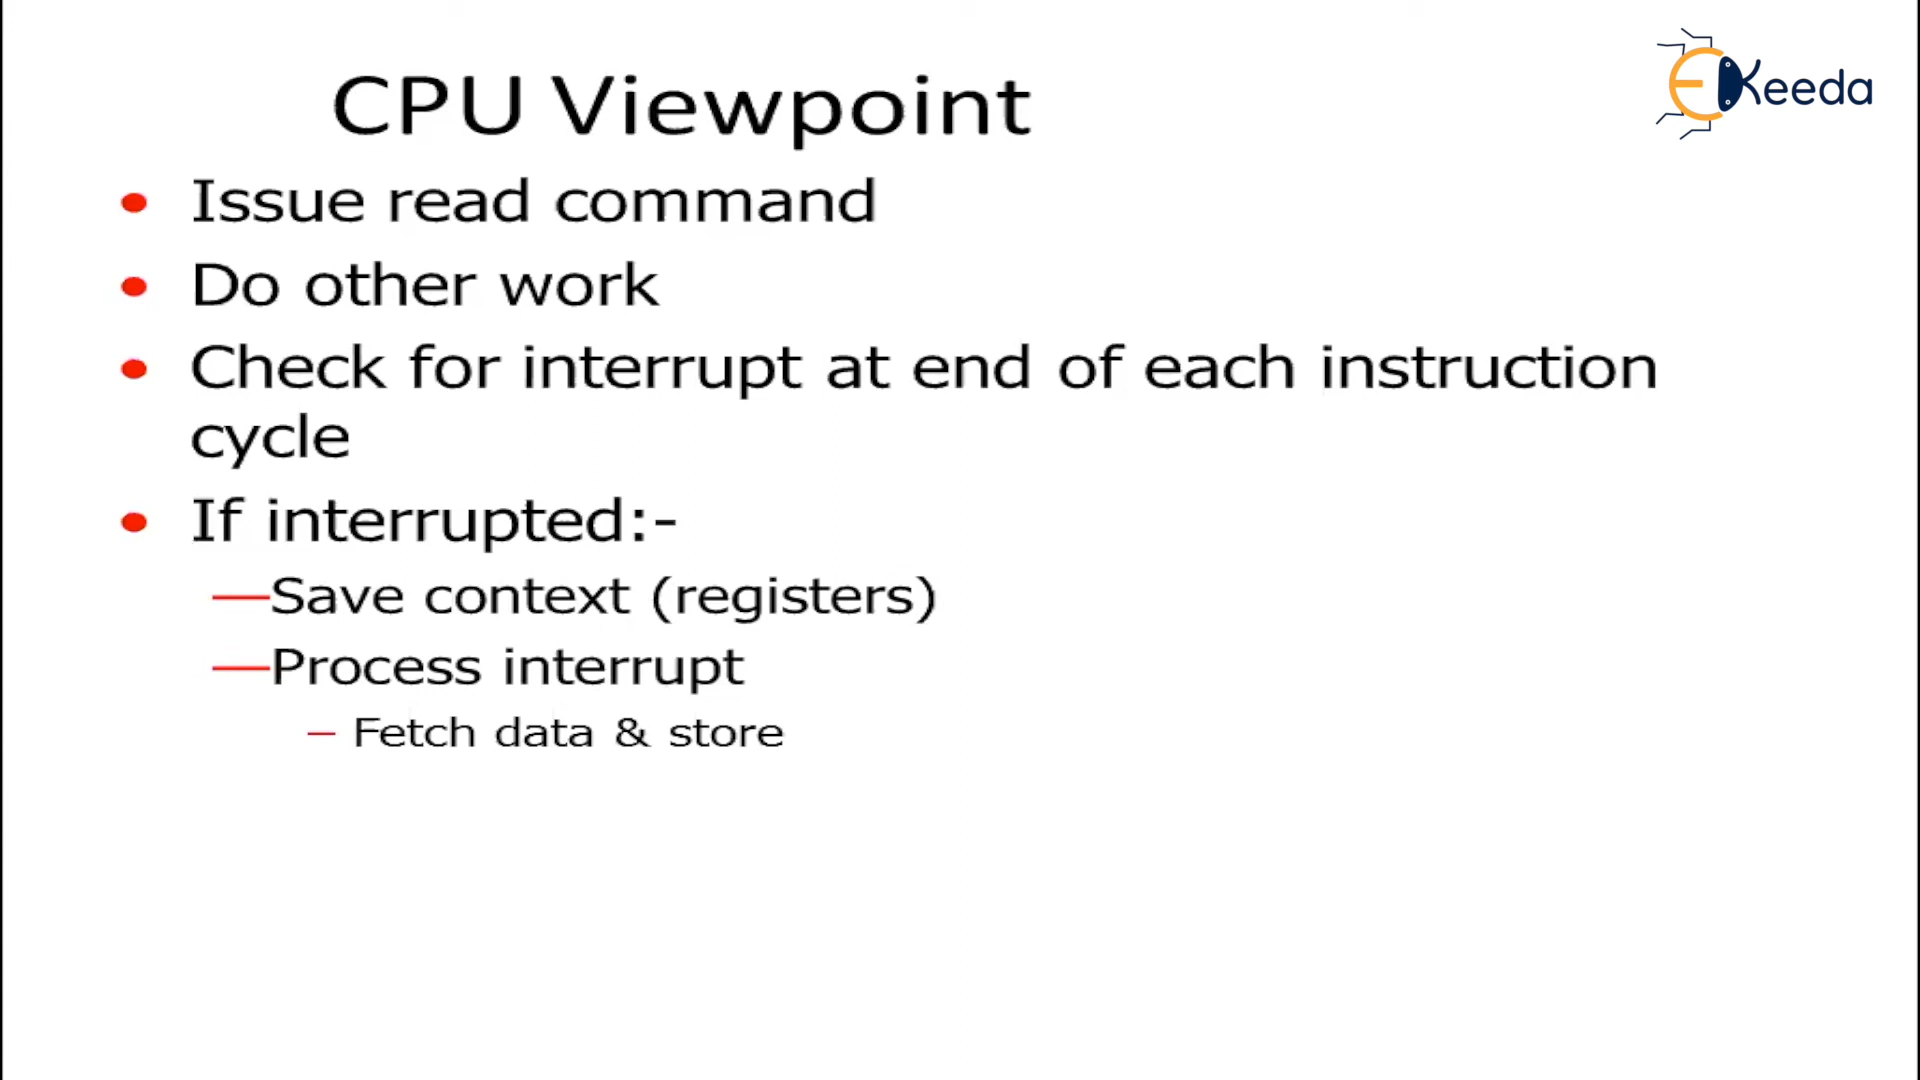 CPU Viewpoint
EKeeda
• Issue read command
• Do other work
• Check for interrupt at end of each instruction
cycle
• If interrupted:-
—Save context (registers)
—Process interrupt
– Fetch data & store